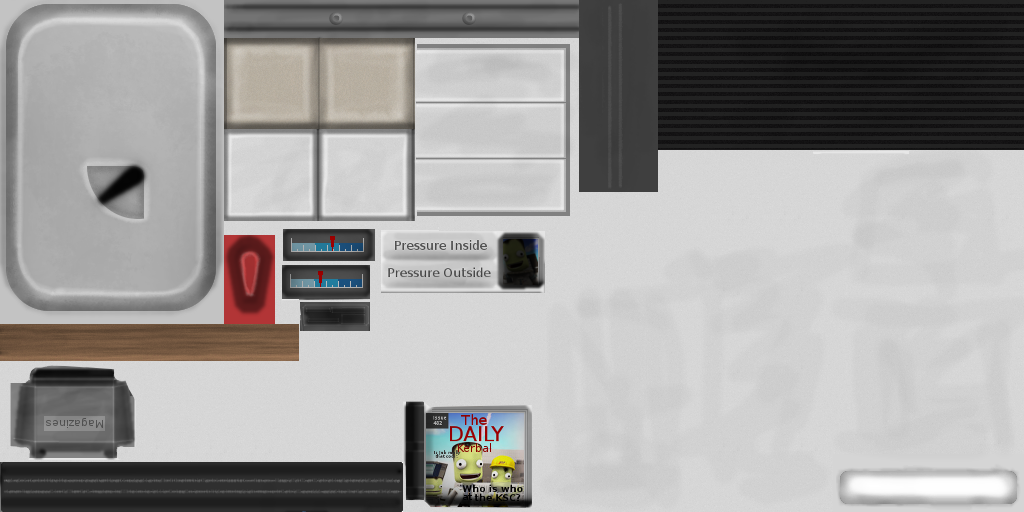 Pressure Inside
Pressure Outside
Magazines
Issue
402
The
DAILY
Kerbal
Who is who
at the KSC?